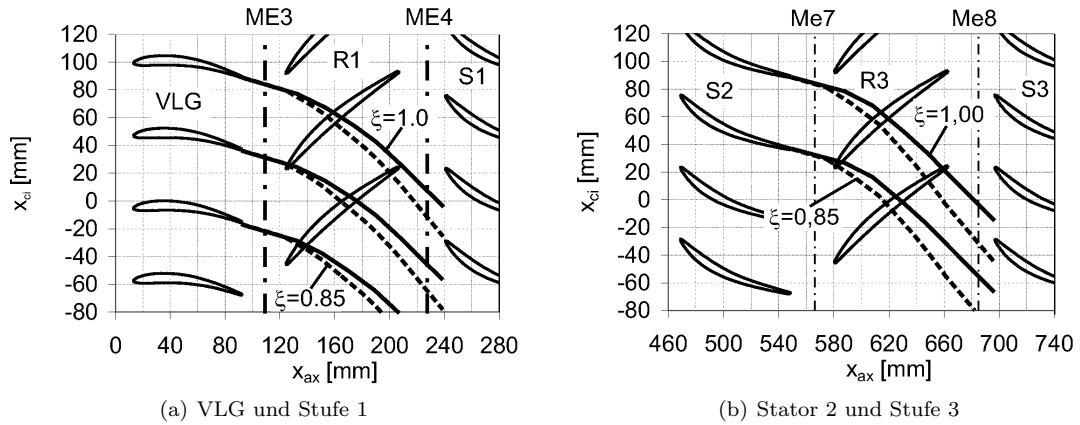 ME3 ME4
120
100
80
60
40
20
0
-20
-40
-60
-80
x_ci [mm]
VLG
R1
S1
ξ=1.0
ξ=0.85
0 40 80 120 160 200 240 280
x_ax [mm]
(a) VLG und Stufe 1
Me7 Me8
120
100
80
60
40
20
0
-20
-40
-60
-80
x_ci [mm]
S2
R3
S3
ξ=1,00
ξ=0,85
460 500 540 580 620 660 700 740
x_ax [mm]
(b) Stator 2 und Stufe 3